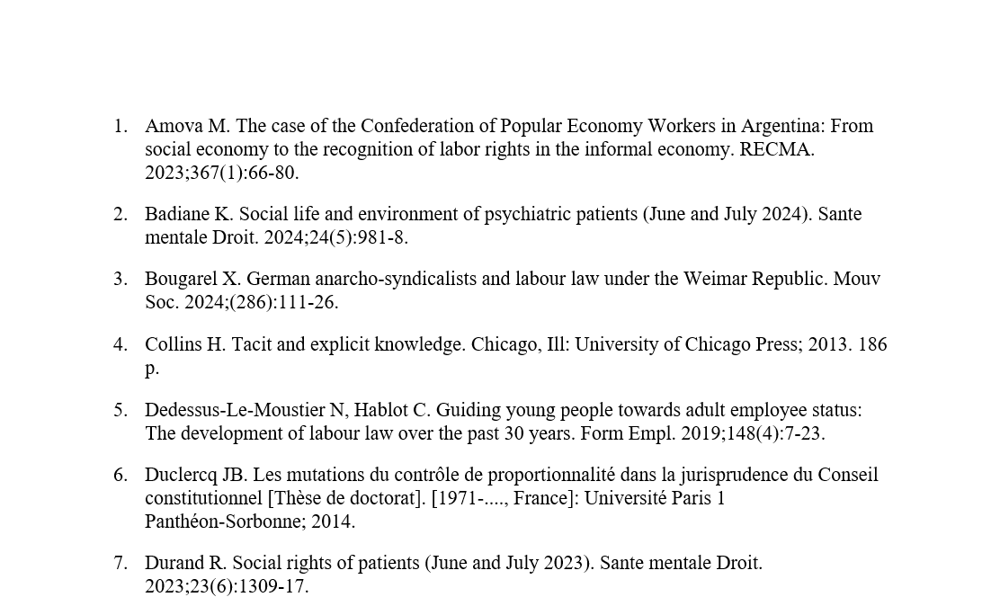 1. Amova M. The case of the Confederation of Popular Economy Workers in Argentina: From
social economy to the recognition of labor rights in the informal economy. RECMA.
2023;367(1):66-80.
2. Badiane K. Social life and environment of psychiatric patients (June and July 2024). Sante
mentale Droit. 2024;24(5):981-8.
3. Bougarel X. German anarcho-syndicalists and labour law under the Weimar Republic. Mouv
Soc. 2024;(286):111-26.
4. Collins H. Tacit and explicit knowledge. Chicago, Ill: University of Chicago Press; 2013. 186
p.
5. Dedessus-Le-Moustier N, Hablot C. Guiding young people towards adult employee status:
The development of labour law over the past 30 years. Form Empl. 2019;148(4):7-23.
6. Duclercq JB. Les mutations du contrôle de proportionnalité dans la jurisprudence du Conseil
constitutionnel [Thèse de doctorat]. [1971-...., France]: Université Paris 1
Panthéon-Sorbonne; 2014.
7. Durand R. Social rights of patients (June and July 2023). Sante mentale Droit.
2023;23(6):1309-17.